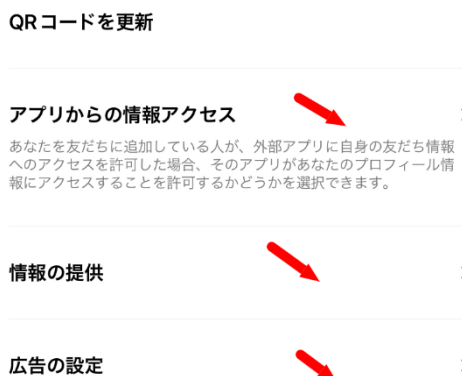 QRコードを更新
アプリからの情報アクセス
あなたを友だちに追加している人が、外部アプリに自身の友だち情報
へのアクセスを許可した場合、そのアプリがあなたのプロフィール情
報にアクセスすることを許可するかどうかを選択できます。
情報の提供
広告の設定